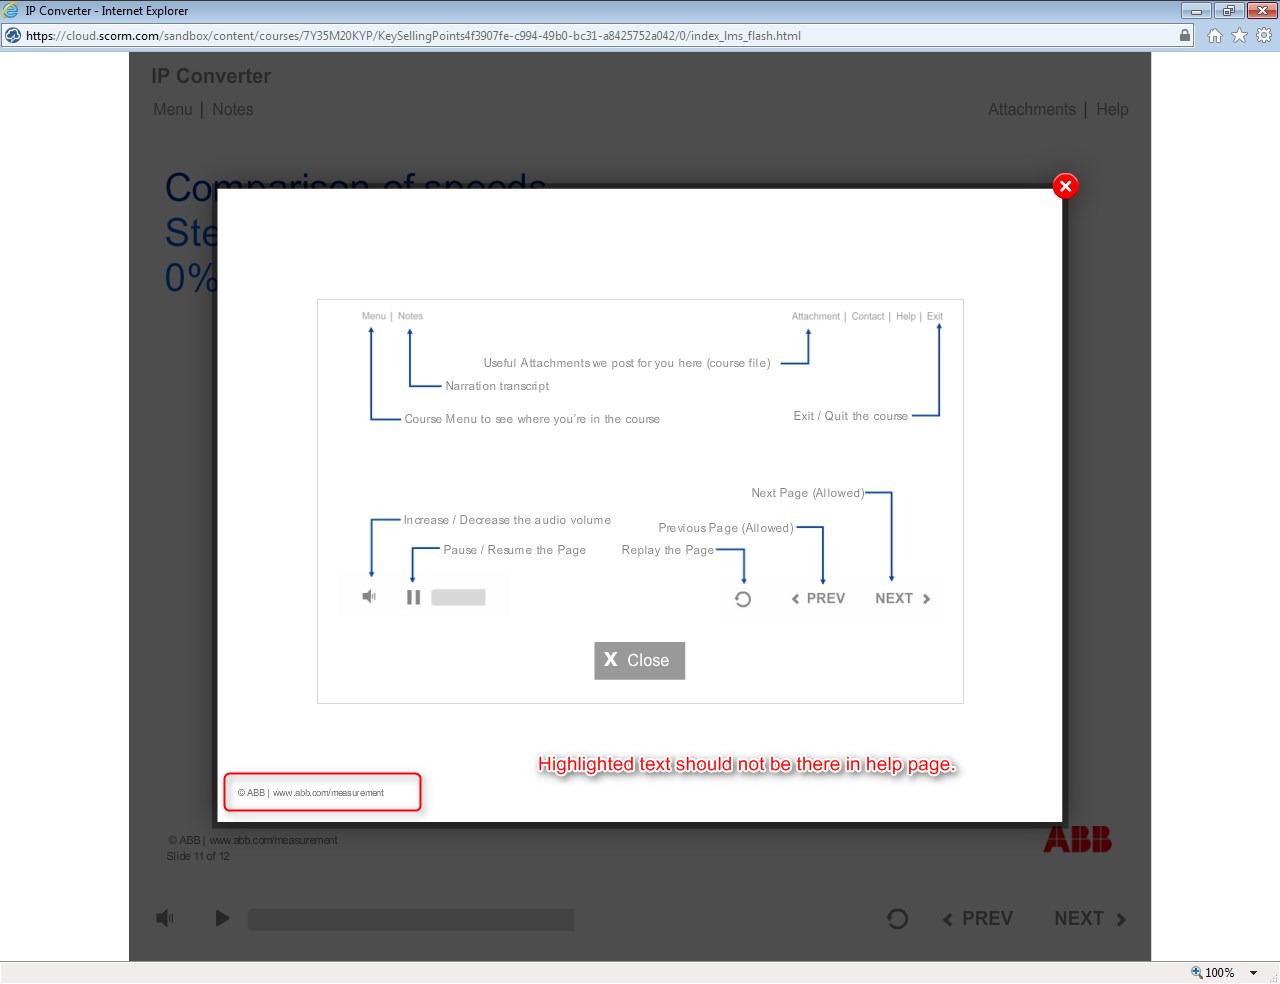 IP Converter - Internet Explorer
https://cloud.scorm.com/sandbox/content/courses/7Y35M20KYP/KeySellingPoints4f3907fe-c994-49b0-bc31-a8425752a042/0/index_lms_flash.html
IP Converter
Menu | Notes
Attachments | Help
Comparison of speeds
Ste
0%
Menu | Notes
Attachment | Contact | Help | Exit
Useful Attachments we post for you here (course file)
Narration transcript
Course Menu to see where you're in the course
Exit / Quit the course
Next Page (Allowed)
Increase / Decrease the audio volume
Previous Page (Allowed)
Pause / Resume the Page
Replay the Page
PREV
NEXT
X Close
Highlighted text should not be there in help page.
© ABB | www.abb.com/measurement
© ABB | www.abb.com/measurement
Slide 11 of 12
ABB
PREV
NEXT
100%